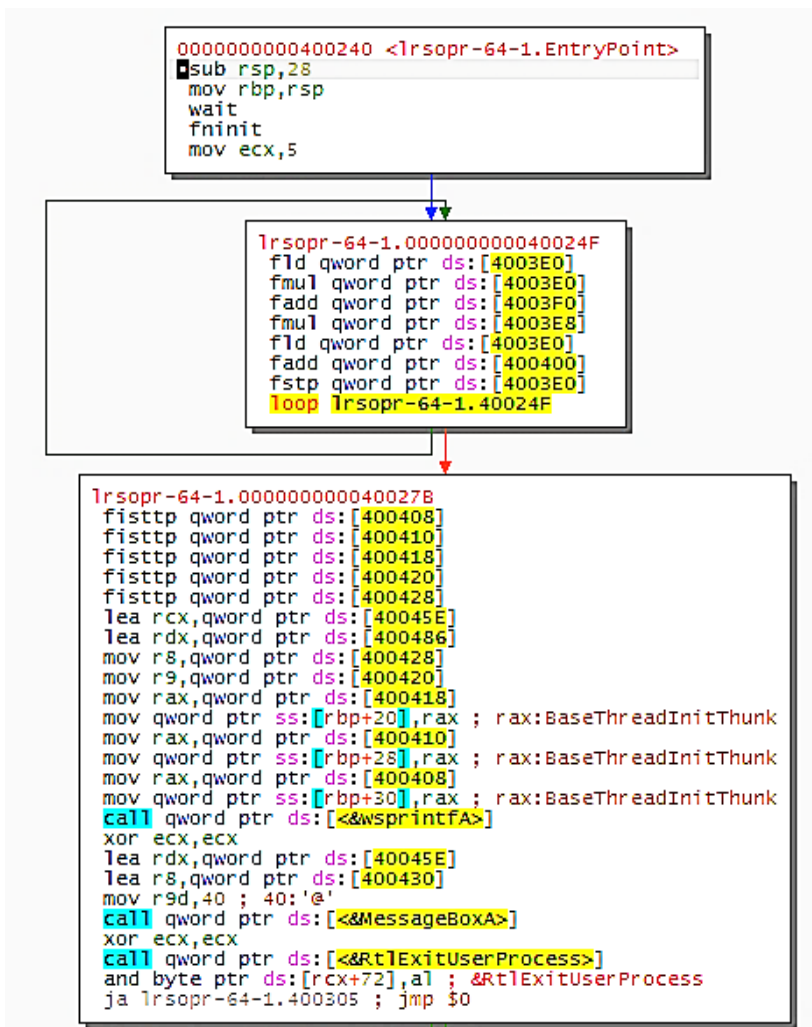 0000000000400240 <lrsopr-64-1.EntryPoint>
sub rsp,28
mov rbp,rsp
wait
fninit
mov ecx,5
lrsopr-64-1.000000000040024F
fld qword ptr ds:[4003E0]
fmul qword ptr ds:[4003E0]
fadd qword ptr ds:[4003F0]
fmul qword ptr ds:[4003E8]
fld qword ptr ds:[4003E0]
fadd qword ptr ds:[400400]
fstp qword ptr ds:[4003E0]
loop lrsopr-64-1.40024F
lrsopr-64-1.000000000040027B
fisttp qword ptr ds:[400408]
fisttp qword ptr ds:[400410]
fisttp qword ptr ds:[400418]
fisttp qword ptr ds:[400420]
fisttp qword ptr ds:[400428]
lea rcx,qword ptr ds:[40045E]
lea rdx,qword ptr ds:[400486]
mov r8,qword ptr ds:[400428]
mov r9,qword ptr ds:[400420]
mov rax,qword ptr ds:[400418]
mov qword ptr ss:[rbp+20],rax ; rax:BaseThreadInitThunk
mov rax,qword ptr ds:[400410]
mov qword ptr ss:[rbp+28],rax ; rax:BaseThreadInitThunk
mov rax,qword ptr ds:[400408]
mov qword ptr ss:[rbp+30],rax ; rax:BaseThreadInitThunk
call qword ptr ds:[<&wsprintfA>]
xor ecx,ecx
lea rdx,qword ptr ds:[40045E]
lea r8,qword ptr ds:[400430]
mov r9d,40 ; 40:'@'
call qword ptr ds:[<&MessageBoxA>]
xor ecx,ecx
call qword ptr ds:[<&RtlExitUserProcess>]
and byte ptr ds:[rcx+72],al ; &RtlExitUserProcess
ja lrsopr-64-1.400305 ; jmp $0